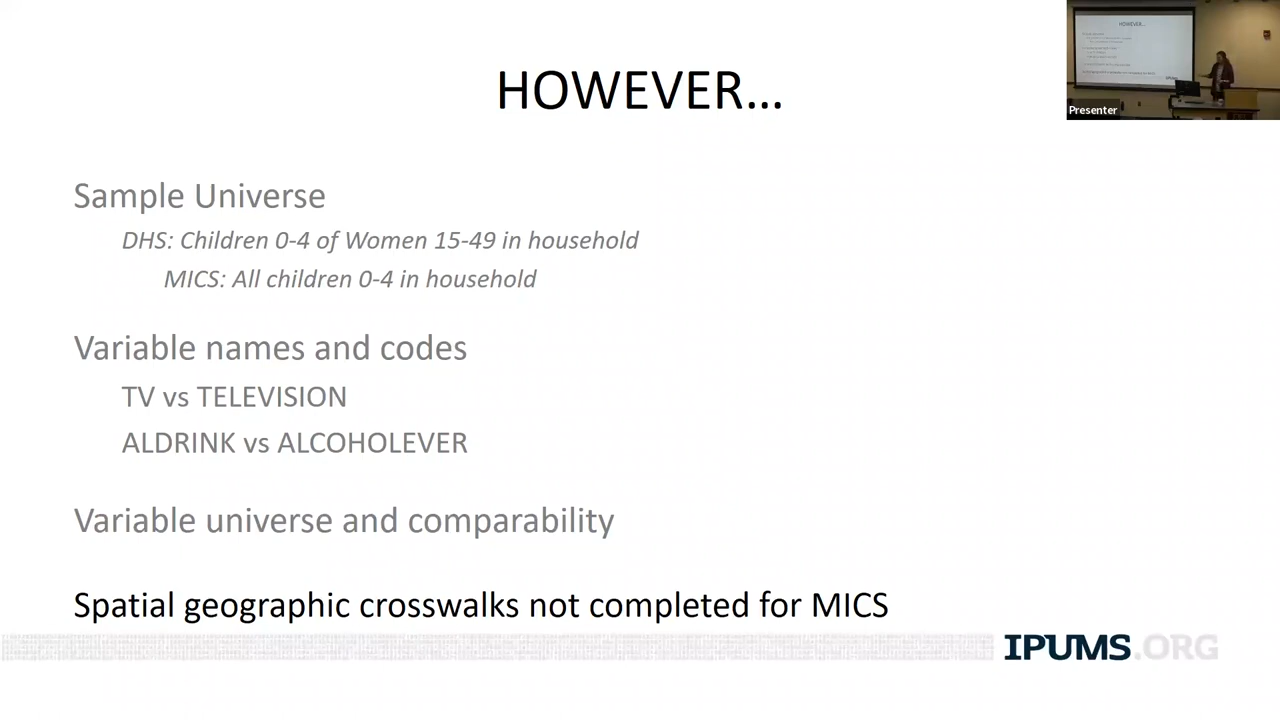 HOWEVER...
Presenter
Sample Universe
DHS: Children 0-4 of Women 15-49 in household
MICS: All children 0-4 in household
Variable names and codes
TV vs TELEVISION
ALDRINK vs ALCOHOLEVER
Variable universe and comparability
Spatial geographic crosswalks not completed for MICS
IPUMS.ORG